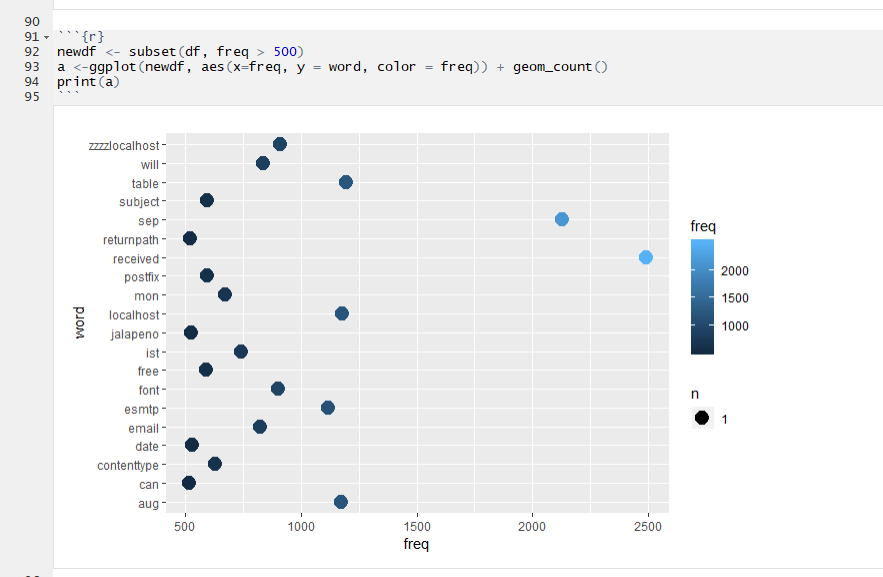 90
91 ```{r}
92 newdf <- subset(df, freq > 500)
93 a <-ggplot(newdf, aes(x=freq, y = word, color = freq)) + geom_count()
94 print(a)
95 ```
zzzzlocalhost
will
table
subject
sep
returnpath
received
postfix
mon
localhost
jalapeno
ist
free
font
esmtp
email
date
contenttype
can
aug
word
500 1000 1500 2000 2500
freq
freq
2000
1500
1000
n
1